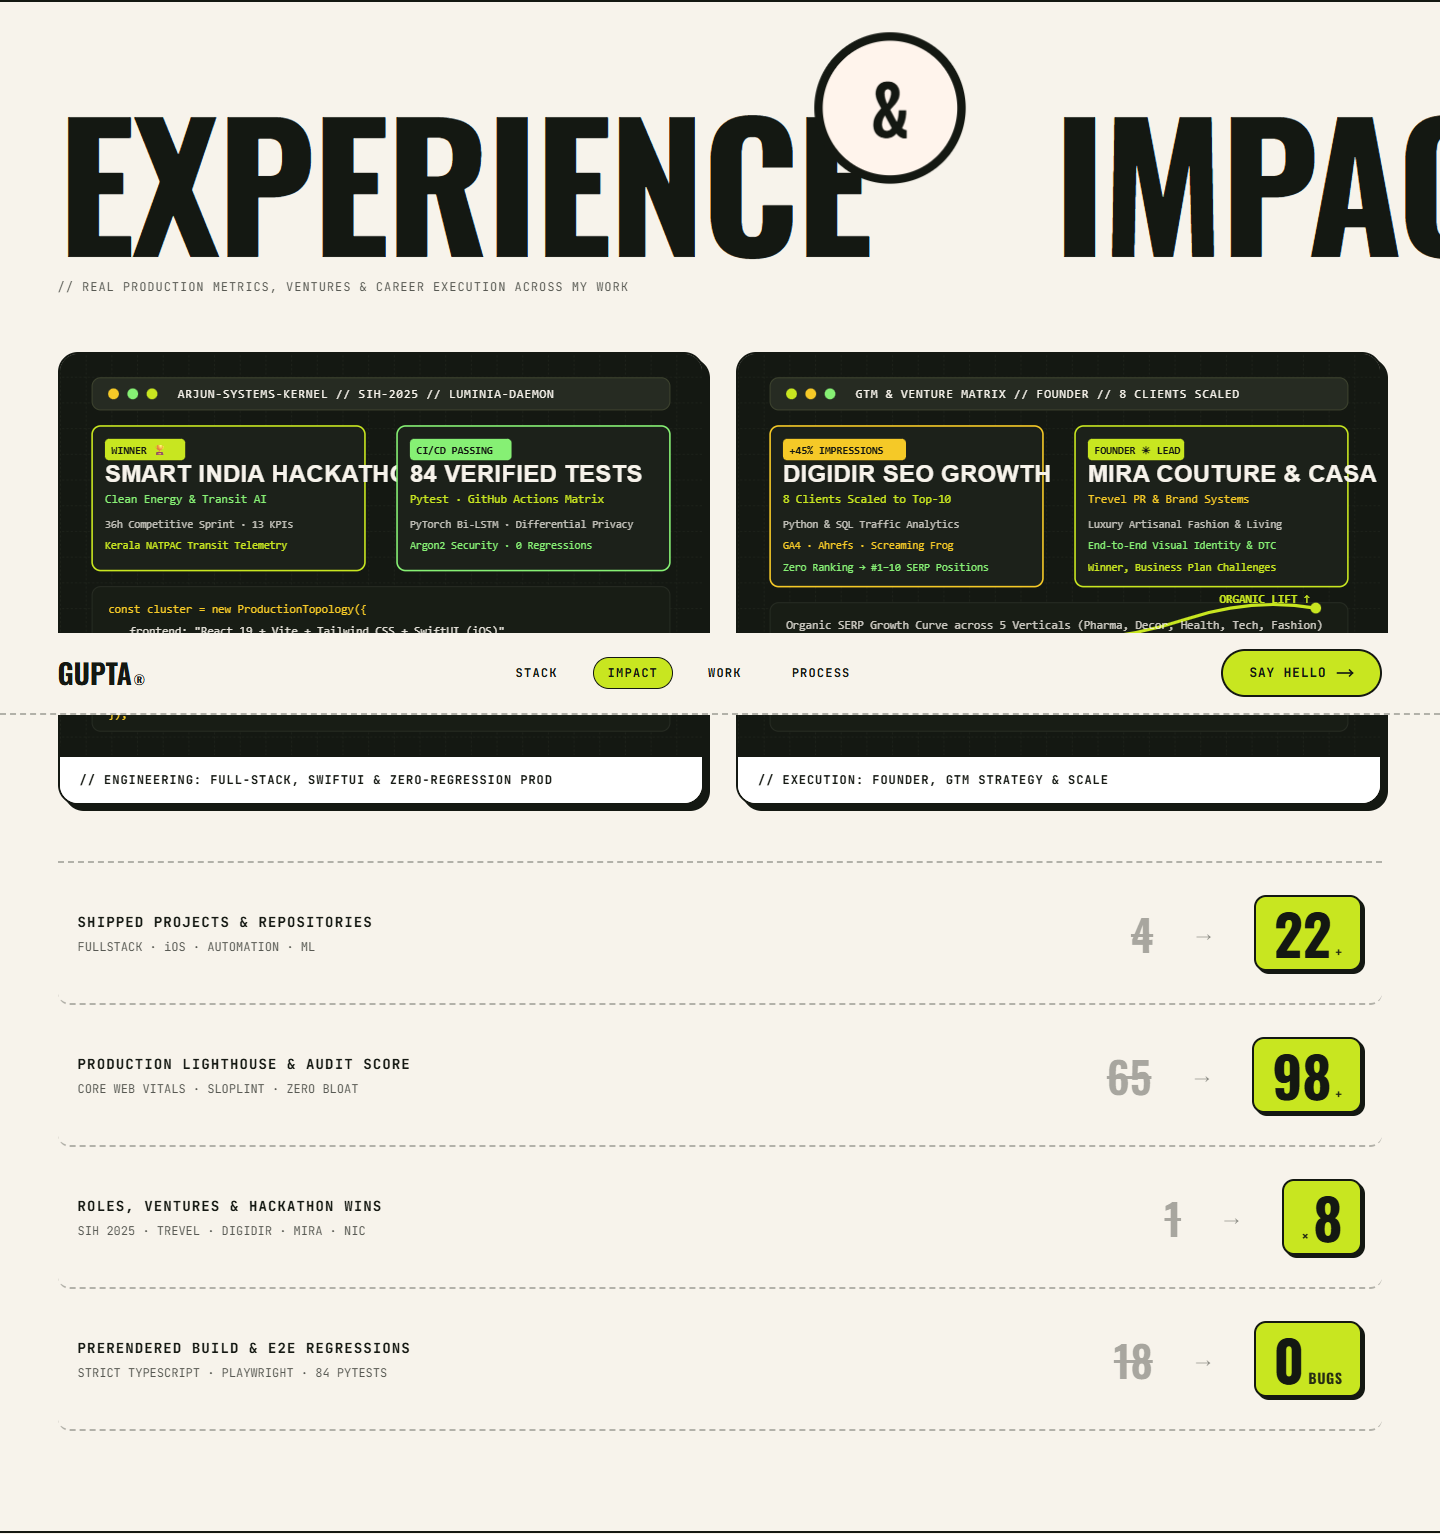 EXPERIENCE & IMPAC
// REAL PRODUCTION METRICS, VENTURES & CAREER EXECUTION ACROSS MY WORK
ARJUN-SYSTEMS-KERNEL // SIH-2025 // LUMINIA-DAEMON
WINNER
SMART INDIA HACKATHO
Clean Energy & Transit AI
36h Competitive Sprint · 13 KPIs
Kerala NATPAC Transit Telemetry
CI/CD PASSING
84 VERIFIED TESTS
Pytest · GitHub Actions Matrix
PyTorch Bi-LSTM · Differential Privacy
Argon2 Security · 0 Regressions
const cluster = new ProductionTopology({
frontend: "React 19 + Vite + Tailwind CSS + SwiftUI (iOS)"
GTM & VENTURE MATRIX // FOUNDER // 8 CLIENTS SCALED
+45% IMPRESSIONS
DIGIDIR SEO GROWTH
8 Clients Scaled to Top-10
Python & SQL Traffic Analytics
GA4 · Ahrefs · Screaming Frog
Zero Ranking → #1–10 SERP Positions
FOUNDER ✷ LEAD
MIRA COUTURE & CASA
Trevel PR & Brand Systems
Luxury Artisanal Fashion & Living
End-to-End Visual Identity & DTC
Winner, Business Plan Challenges
ORGANIC LIFT ↑
Organic SERP Growth Curve across 5 Verticals (Pharma, Decor, Health, Tech, Fashion)
GUPTA®
STACK
IMPACT
WORK
PROCESS
SAY HELLO →
});
// ENGINEERING: FULL-STACK, SWIFTUI & ZERO-REGRESSION PROD
// EXECUTION: FOUNDER, GTM STRATEGY & SCALE
SHIPPED PROJECTS & REPOSITORIES
FULLSTACK · iOS · AUTOMATION · ML
4 → 22+
PRODUCTION LIGHTHOUSE & AUDIT SCORE
CORE WEB VITALS · SLOPLINT · ZERO BLOAT
65 → 98+
ROLES, VENTURES & HACKATHON WINS
SIH 2025 · TREVEL · DIGIDIR · MIRA · NIC
1 → ×8
PRERENDERED BUILD & E2E REGRESSIONS
STRICT TYPESCRIPT · PLAYWRIGHT · 84 PYTESTS
18 → 0 BUGS